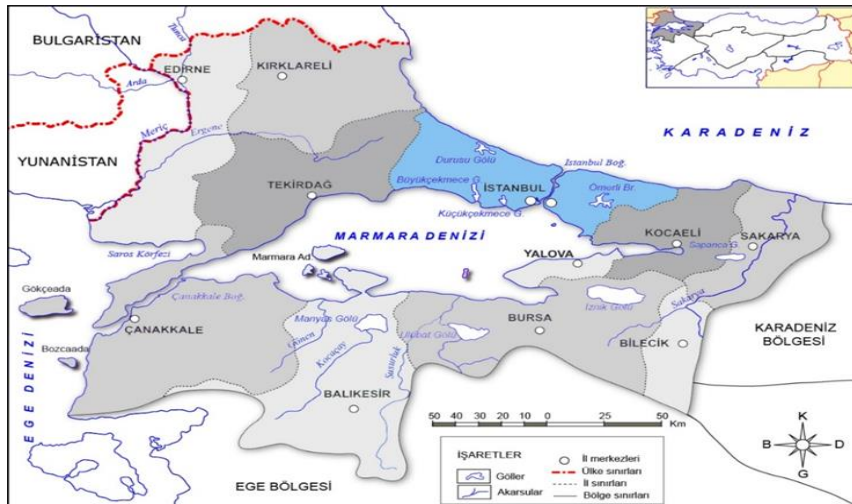 BULGARİSTAN
Tunca
EDİRNE
KIRKLARELİ
Arda
Meriç
Ergene
KARADENİZ
YUNANİSTAN
Durusu Gölü
İstanbul Boğ.
Büyükçekmece G.
TEKİRDAĞ
İSTANBUL
Ömerli Br.
Küçükçekmece G.
MARMARA DENİZİ
KOCAELİ
SAKARYA
Sapanca G.
Saros Körfezi
Marmara Ad.
YALOVA
Gökçeada
Çanakkale Boğ.
İznik Gölü
Sakarya
Manyas Gölü
ÇANAKKALE
Gönen
Ulubat Gölü
BURSA
KARADENİZ
BÖLGESİ
BİLECİK
Bozcaada
Kocaçay
Susurluk
EGE DENİZİ
BALIKESİR
50 40 30 20 10 0 25 50
Km
İŞARETLER
İl merkezleri
Ülke sınırları
Göller
İl sınırları
Akarsular
Bölge sınırları
K
B
D
G
EGE BÖLGESİ